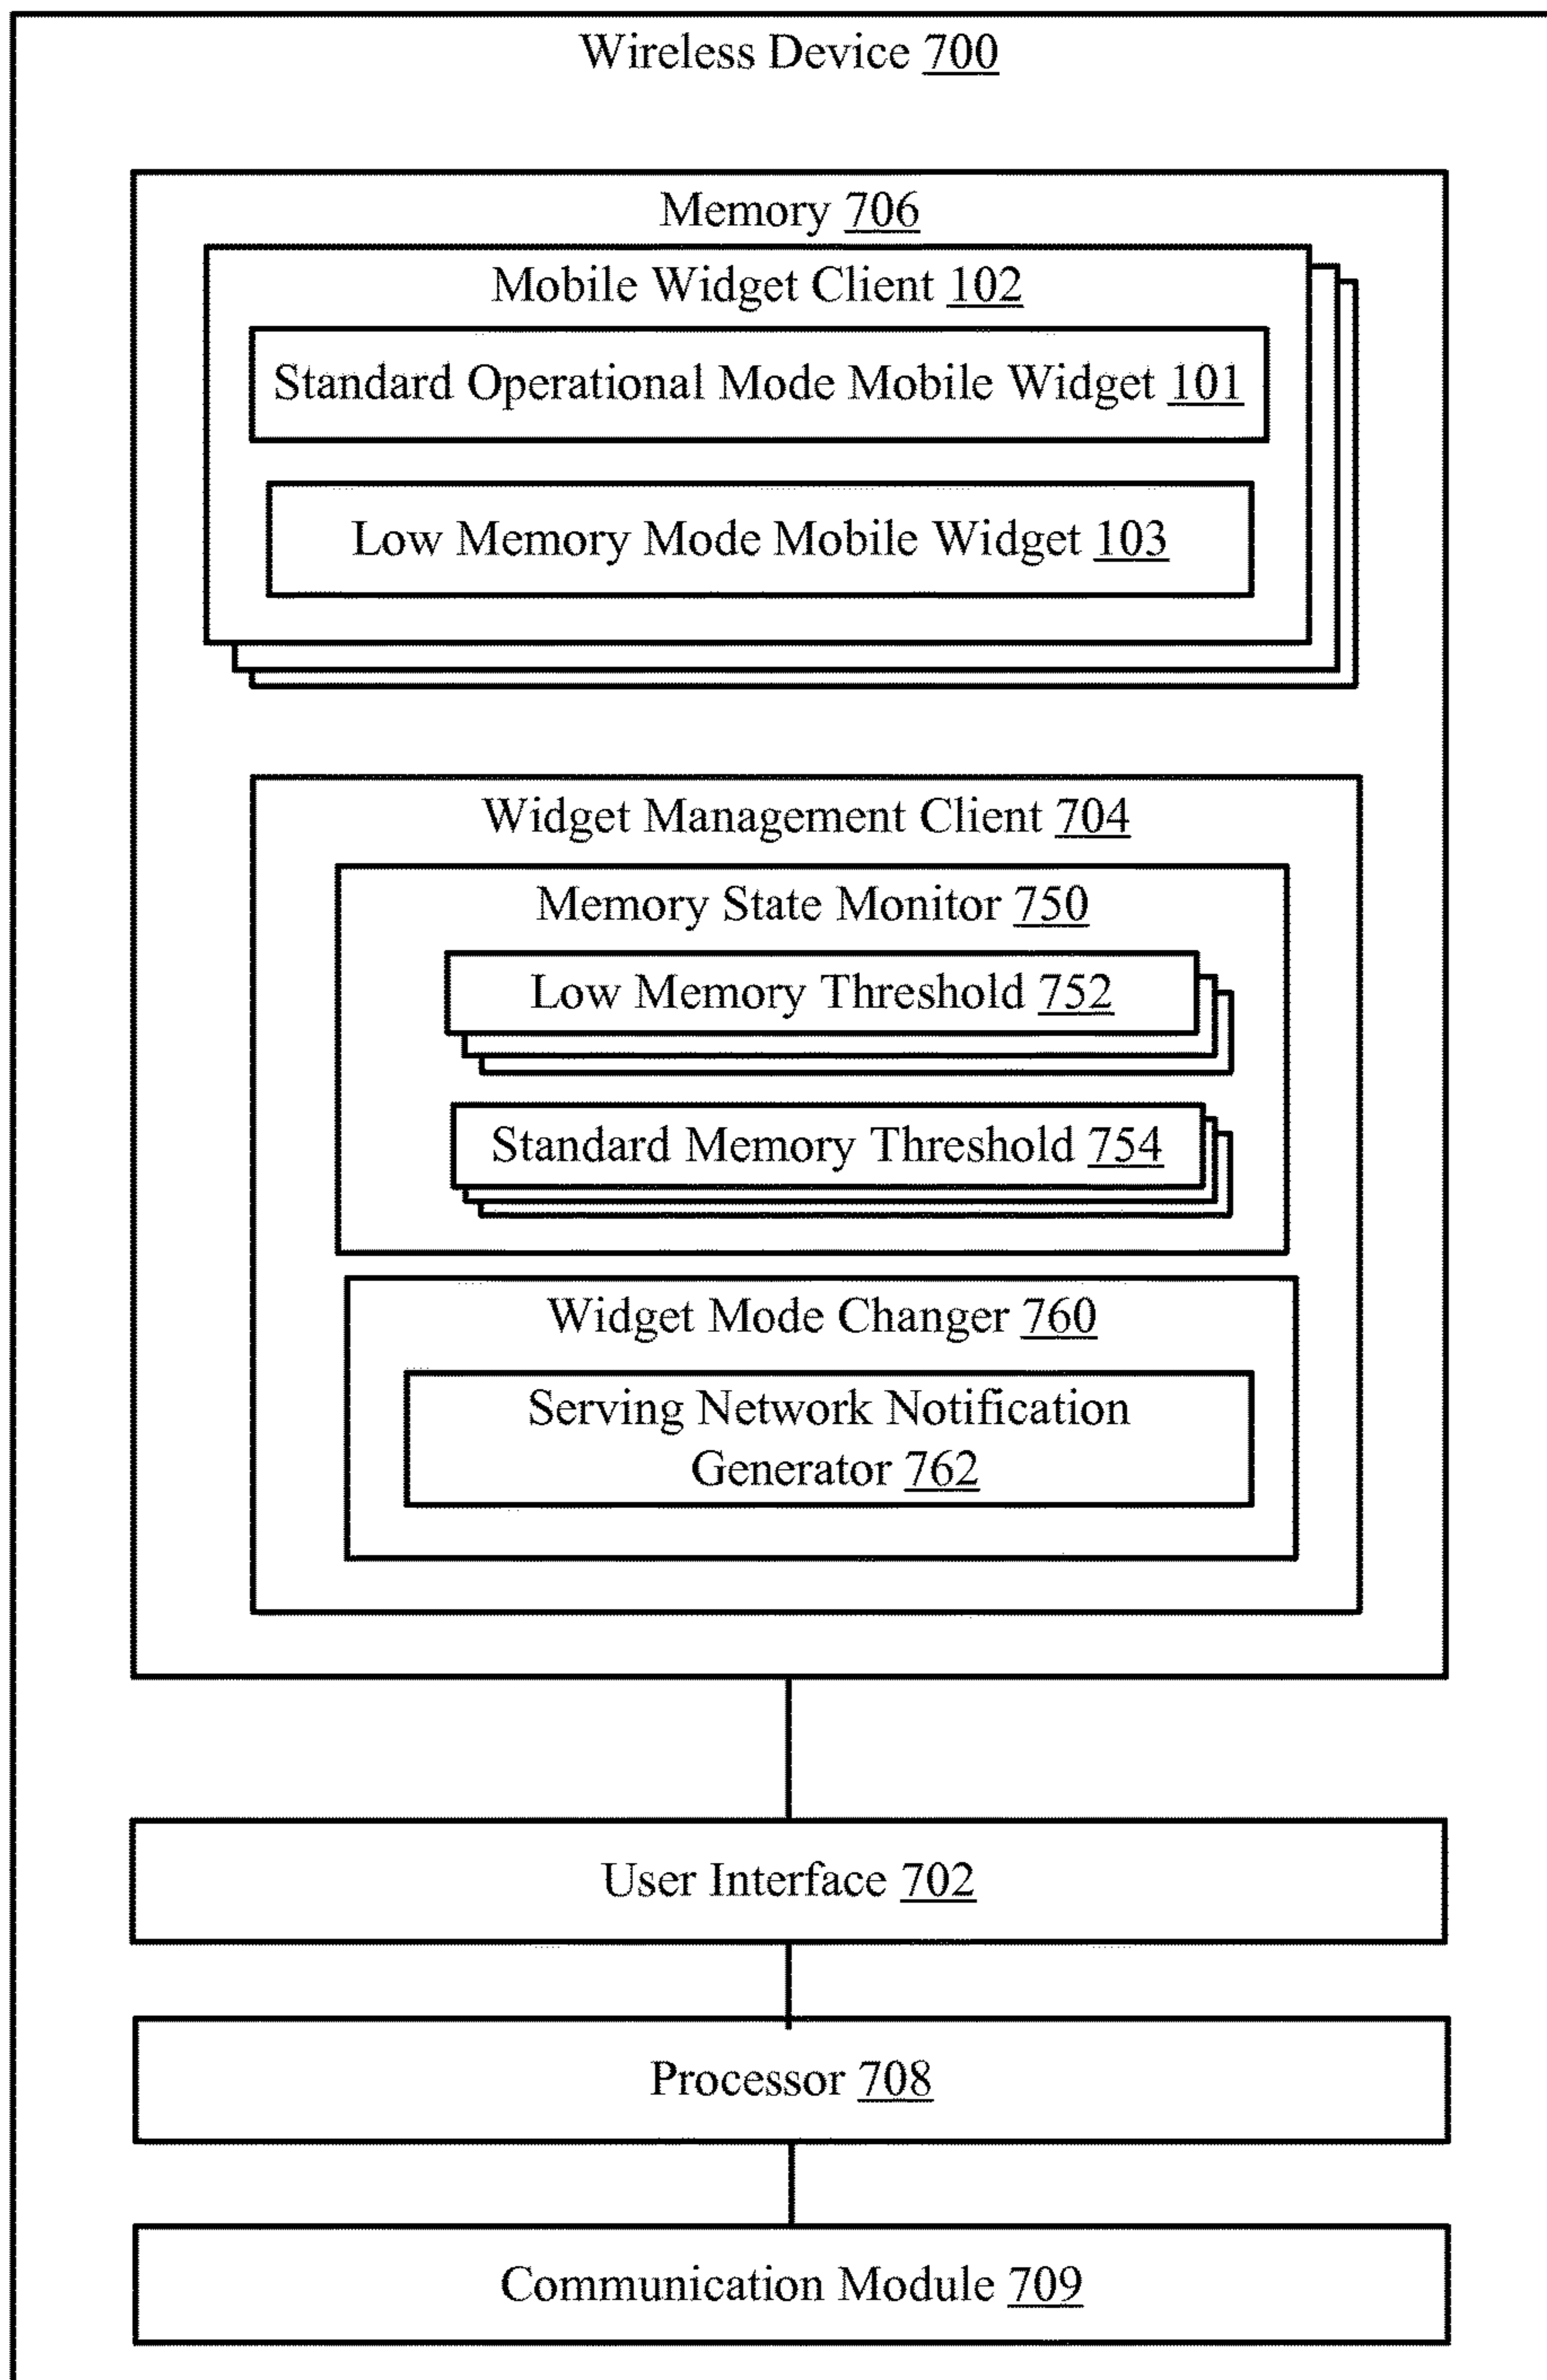 Wireless Device 700
Memory 706
Mobile Widget Client 102
Standard Operational Mode Mobile Widget 101
Low Memory Mode Mobile Widget 103
Widget Management Client 704
Memory State Monitor 750
Low Memory Threshold 752
Standard Memory Threshold 754
Widget Mode Changer 760
Serving Network Notification
Generator 762
User Interface 702
Processor 708
Communication Module 709